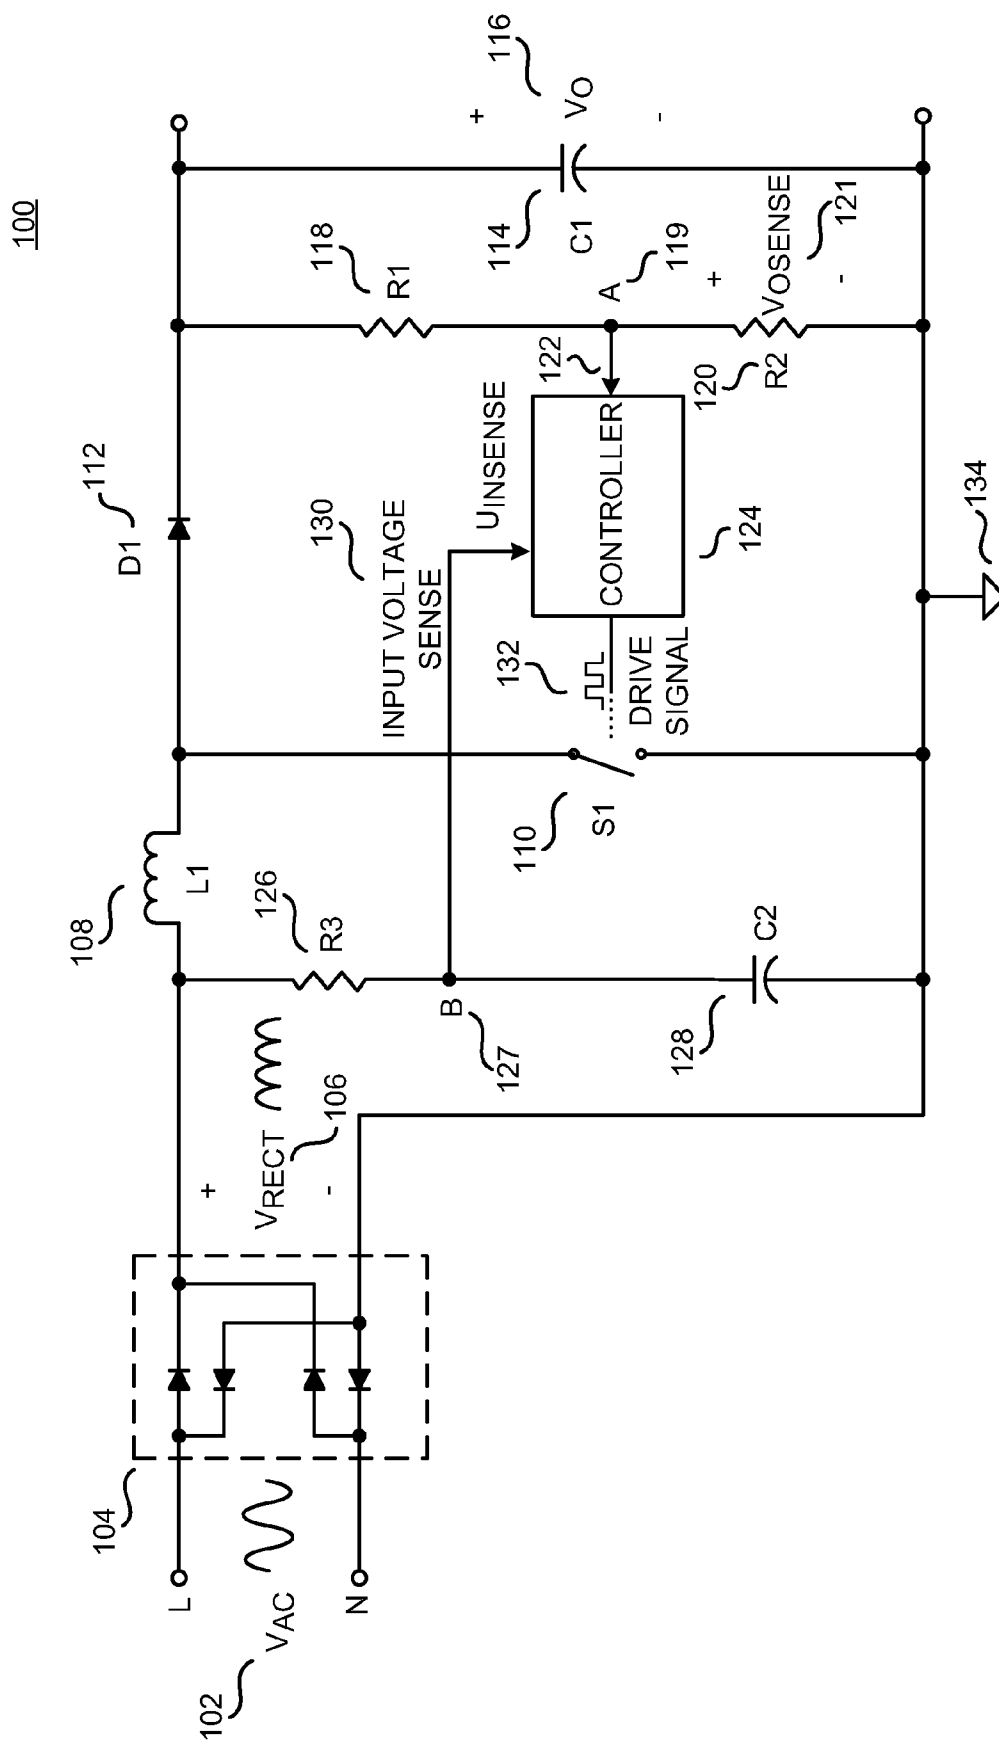 100
102
VAC
L
N
104
+
VRECT
-
106
108
L1
126
R3
B
127
128
C2
110
S1
INPUT VOLTAGE
SENSE
130
UINSENSE
132
DRIVE
SIGNAL
CONTROLLER
124
122
D1
112
118
R1
A
119
120
R2
+
VOSENSE
-
121
114
C1
+
VO
-
116
134